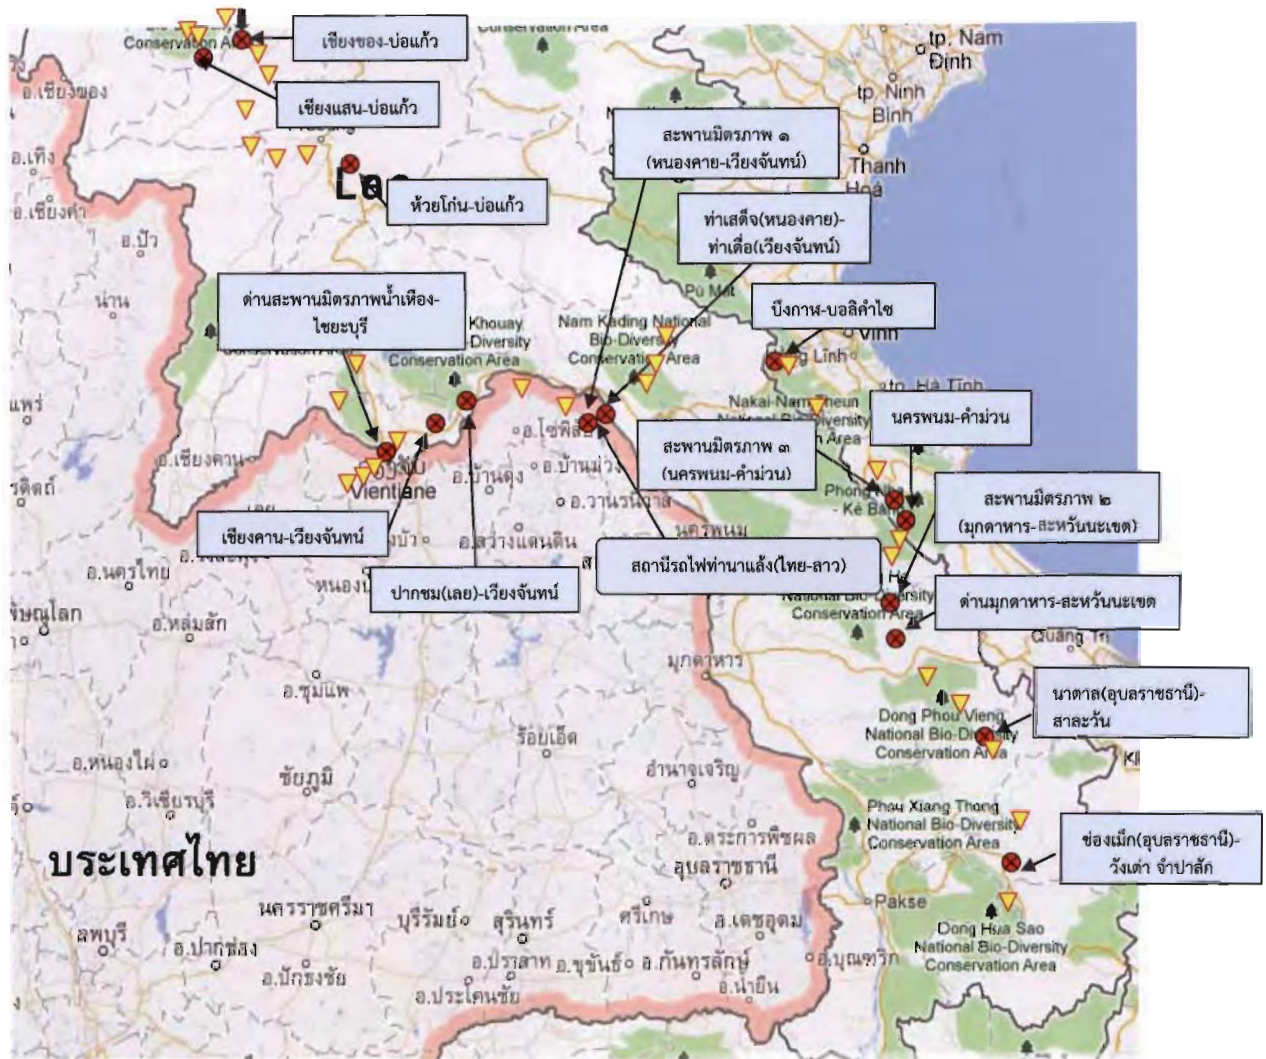 Conservation Area
tp. Nam
Định
เชียงของ-บ่อแก้ว
Conservation A
อ.เชียงของ
เชียงแสน-บ่อแก้ว
tp. Ninh
Bình
สะพานมิตรภาพ ๑
(หนองคาย-เวียงจันทน์)
Thanh
Hoá
อ.เทิง
ห้วยโก๋น-บ่อแก้ว
อ.เชียงคำ
ท่าเสด็จ(หนองคาย)-
ท่าเดื่อ(เวียงจันทน์)
อ.ปัว
Pù Mát
น่าน
ด่านสะพานมิตรภาพน้ำเหือง-
ไชยะบุรี
บึงกาฬ-บอลิคำไซ
Khouay
-Diversity
Conservation Area
Nam Kading National
Bio-Diversity
Conservation Area
Vinh
Lĩnh
tp. Hà Tĩnh
แพร่
Nakai-Nam Theun
นครพนม-คำม่วน
อ.โซ่พิสัย
สะพานมิตรภาพ ๓
(นครพนม-คำม่วน)
อ.เชียงคาน
อ.บ้านม่วง
อ.บ้านดุง
Vientiane
อ.วานรนิวาส
Phong Nha
- Kẻ Bàng
สะพานมิตรภาพ ๒
(มุกดาหาร-สะหวันนะเขต)
เชียงคาน-เวียงจันทน์
อ.สว่างแดนดิน
นครพนม
สถานีรถไฟท่านาแล้ง(ไทย-ลาว)
อ.นครไทย
ปากชม(เลย)-เวียงจันทน์
National Bio-Diversity
Conservation Area
ด่านมุกดาหาร-สะหวันนะเขต
อ.หล่มสัก
Quảng Trị
มุกดาหาร
อ.ชุมแพ
นาตาล(อุบลราชธานี)-
สาละวัน
Dong Phou Vieng
National Bio-Diversity
Conservation Area
ร้อยเอ็ด
อ.หนองไผ่
ชัยภูมิ
อำนาจเจริญ
อ.วิเชียรบุรี
Phou Xiang Thong
National Bio-Diversity
Conservation Area
อ.ตระการพืชผล
ช่องเม็ก(อุบลราชธานี)-
วังเต่า จำปาสัก
ประเทศไทย
อุบลราชธานี
นครราชสีมา
บุรีรัมย์
สุรินทร์
ศรีเกษ
อ.เดชอุดม
Pakse
ลพบุรี
อ.ปากช่อง
อ.ปักธงชัย
อ.ปราสาท
อ.ขุขันธ์
อ.กันทรลักษ์
อ.บุณฑริก
Dong Hua Sao
National Bio-Diversity
Conservation Area
อ.ประโคนชัย
อ.น้ำยืน